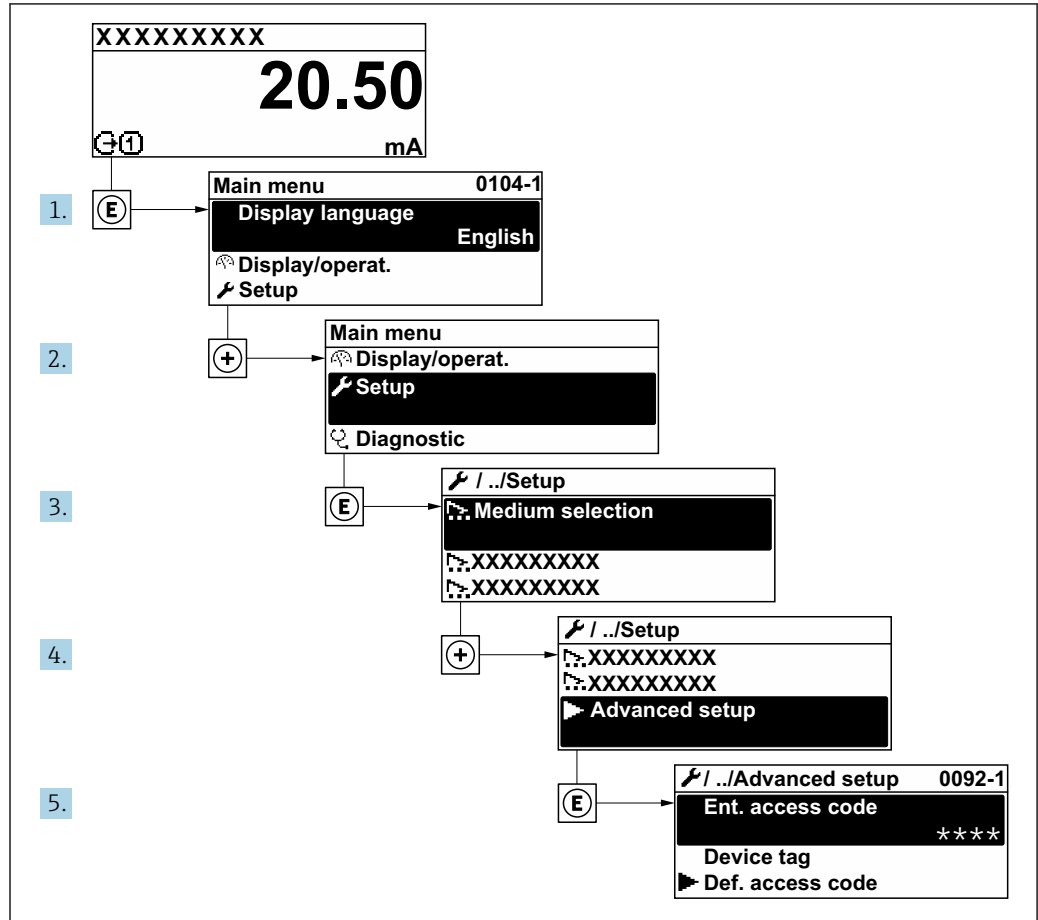 XXXXXXXXX
20.50
1 mA
1. E
Main menu 0104-1
Display language
English
Display/operat.
Setup
2. +
Main menu
Display/operat.
Setup
Diagnostic
3. E
/ ../Setup
Medium selection
XXXXXXXXX
XXXXXXXXX
4. +
/ ../Setup
XXXXXXXXX
XXXXXXXXX
Advanced setup
5. E
/ ../Advanced setup 0092-1
Ent. access code
****
Device tag
Def. access code